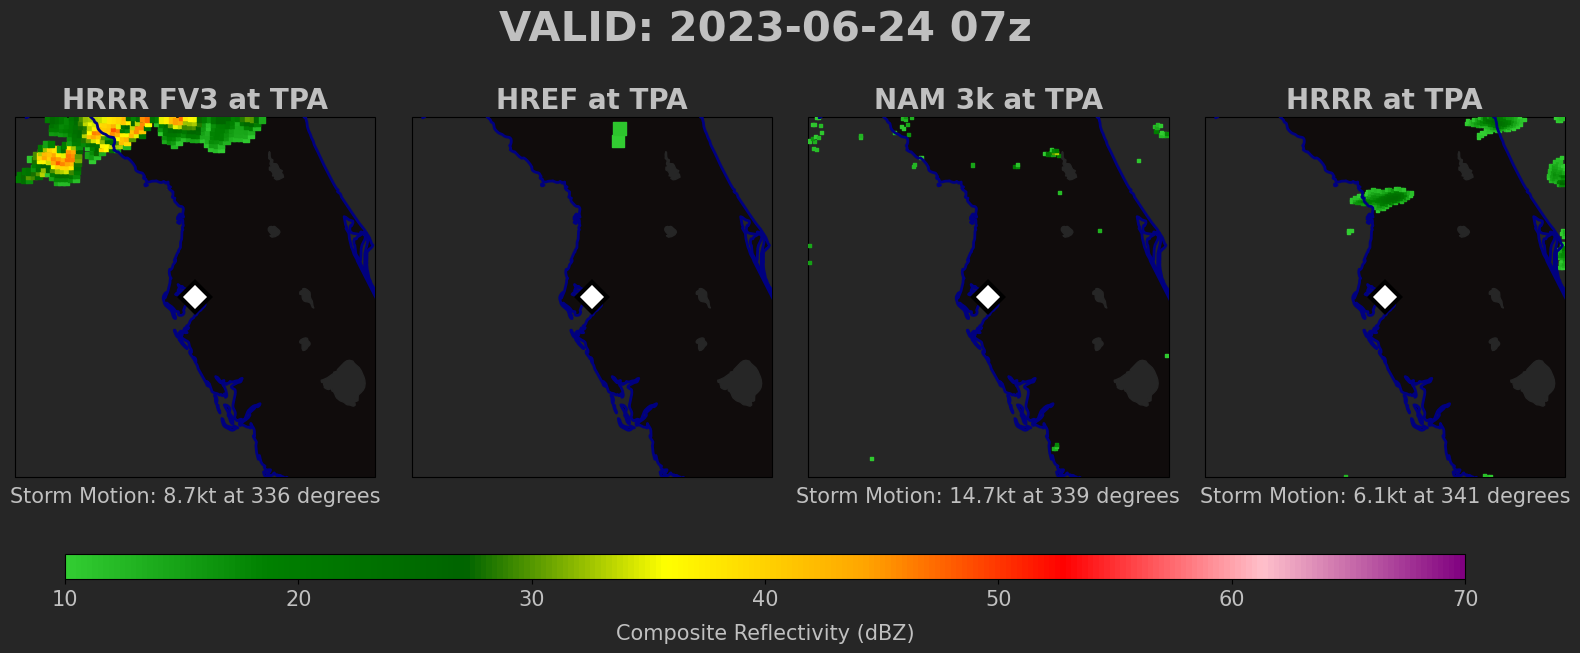 VALID: 2023-06-24 07z
HRRR FV3 at TPA
HREF at TPA
NAM 3k at TPA
HRRR at TPA
Storm Motion: 8.7kt at 336 degrees
Storm Motion: 14.7kt at 339 degrees
Storm Motion: 6.1kt at 341 degrees
10 20 30 40 50 60 70
Composite Reflectivity (dBZ)